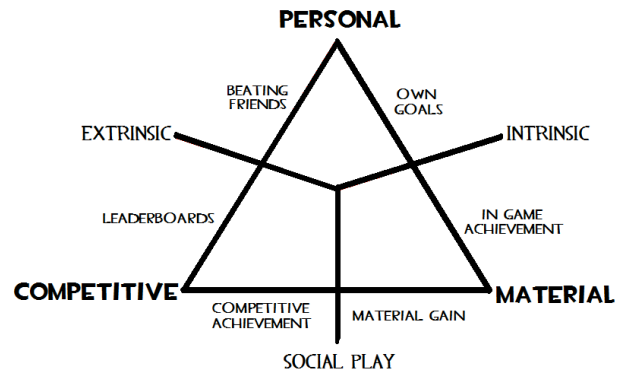 PERSONAL
BEATING
FRIENDS
OWN
GOALS
EXTRINSIC
INTRINSIC
LEADERBOARDS
IN GAME
ACHIEVEMENT
COMPETITIVE
MATERIAL
COMPETITIVE
ACHIEVEMENT
MATERIAL GAIN
SOCIAL PLAY